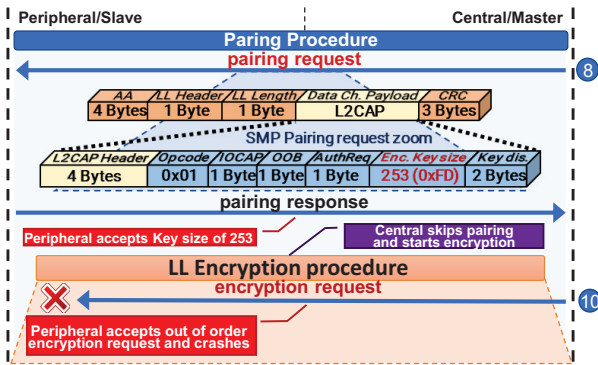 Peripheral/Slave Central/Master
Paring Procedure
pairing request
8
AA LL Header LL Length Data Ch. Payload CRC
4 Bytes 1 Byte 1 Byte L2CAP 3 Bytes
SMP Pairing request zoom
L2CAP Header Opcode IOCAP OOB AuthReq Enc. Key size Key dis.
4 Bytes 0x01 1 Byte 1 Byte 1 Byte 253 (0xFD) 2 Bytes
pairing response
Peripheral accepts Key size of 253
Central skips pairing
and starts encryption
LL Encryption procedure
encryption request
10
Peripheral accepts out of order
encryption request and crashes